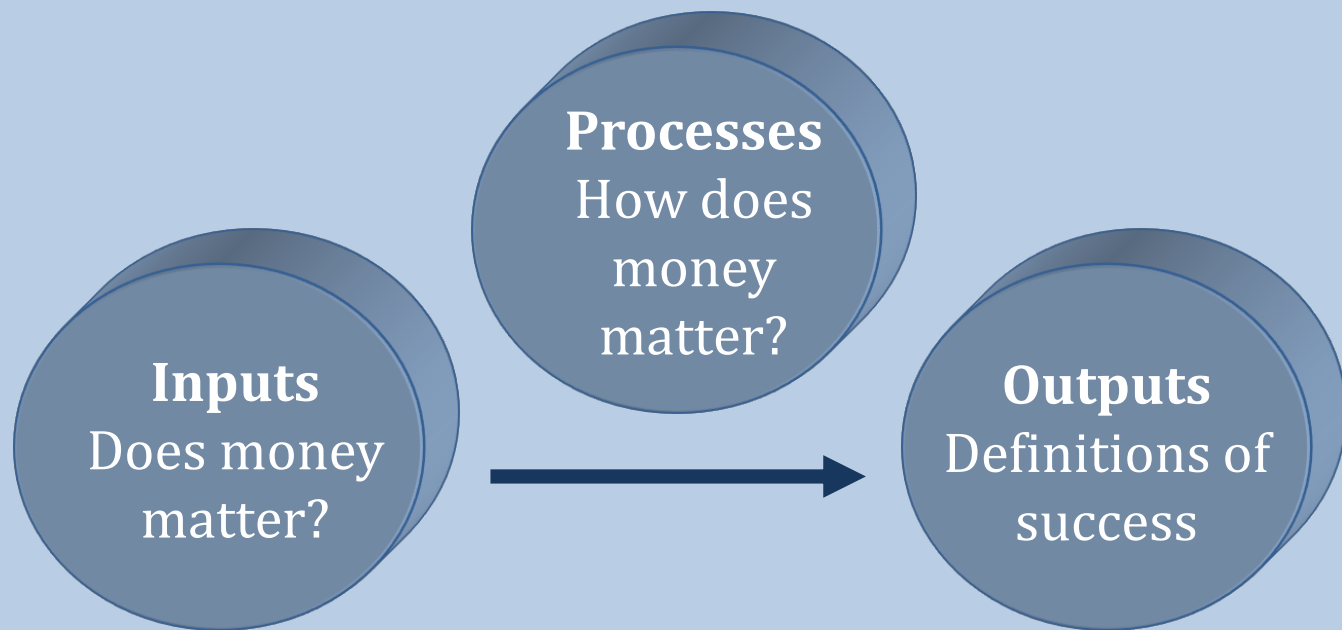 Processes
How does
money
matter?
Inputs
Does money
matter?
Outputs
Definitions of
success